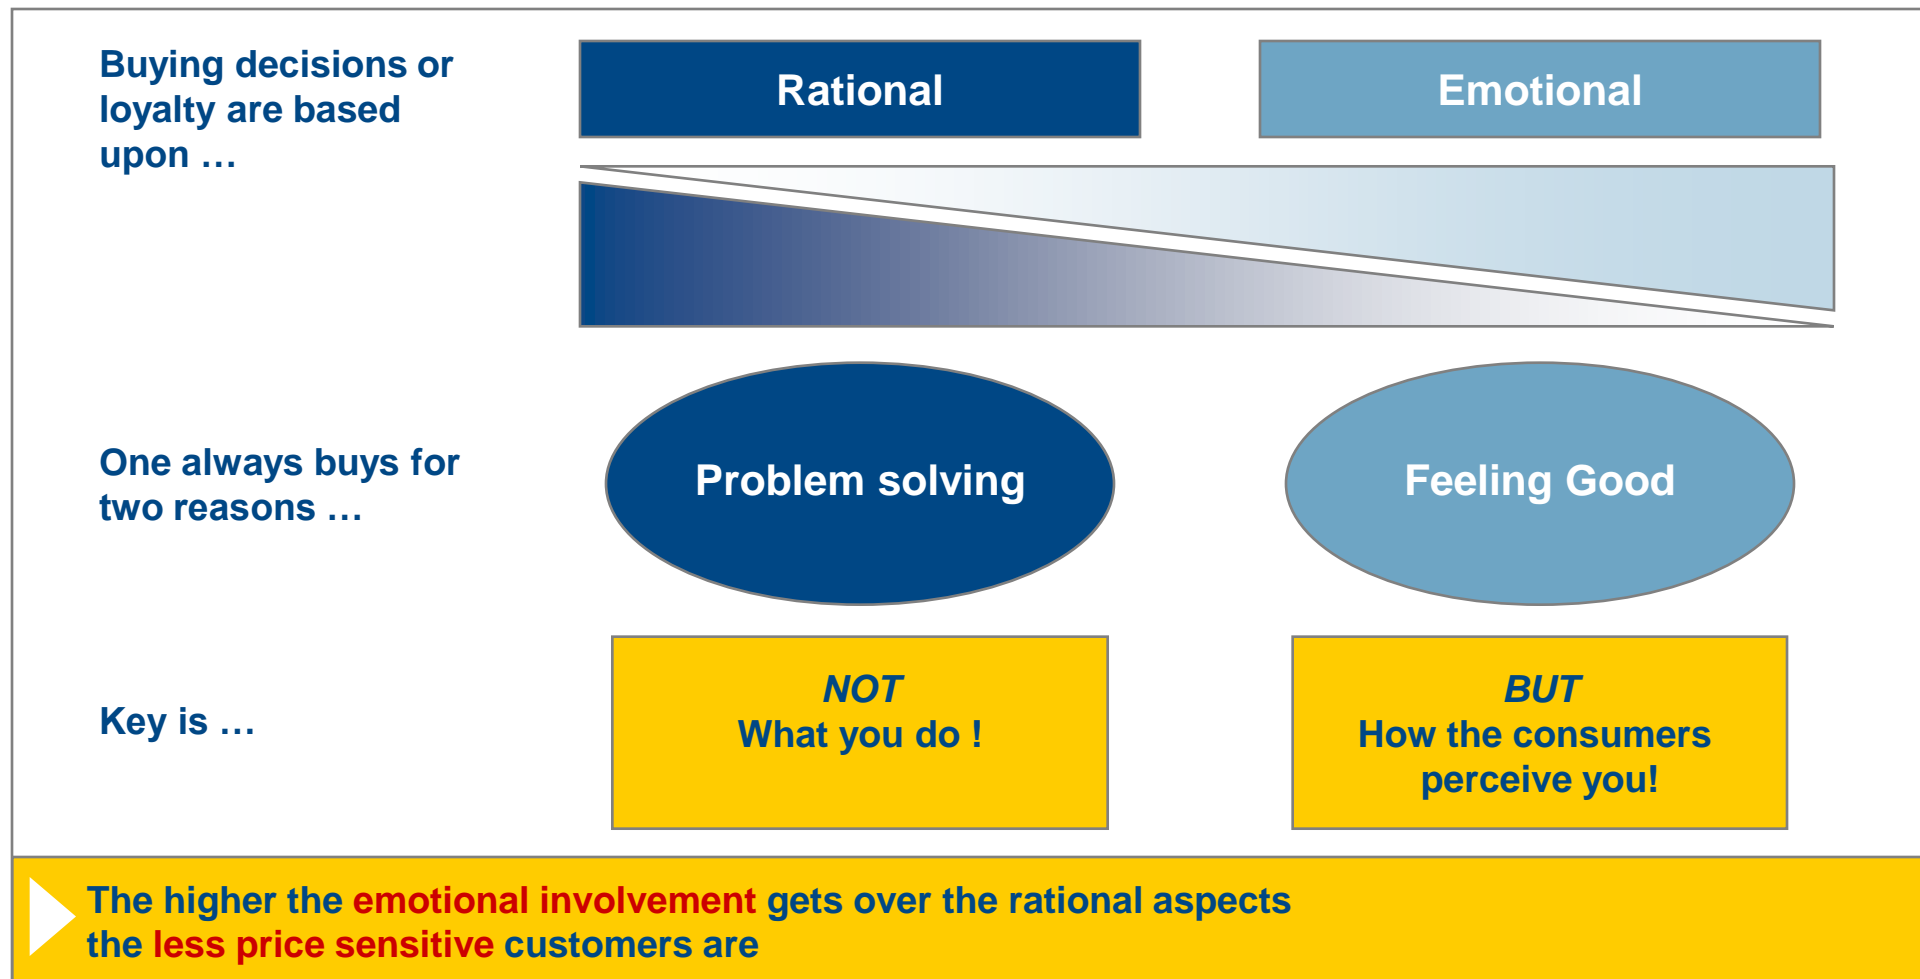 Buying decisions or
loyalty are based
upon …
Rational
Emotional
One always buys for
two reasons …
Problem solving
Feeling Good
Key is …
NOT
What you do !
BUT
How the consumers
perceive you!
The higher the emotional involvement gets over the rational aspects
the less price sensitive customers are